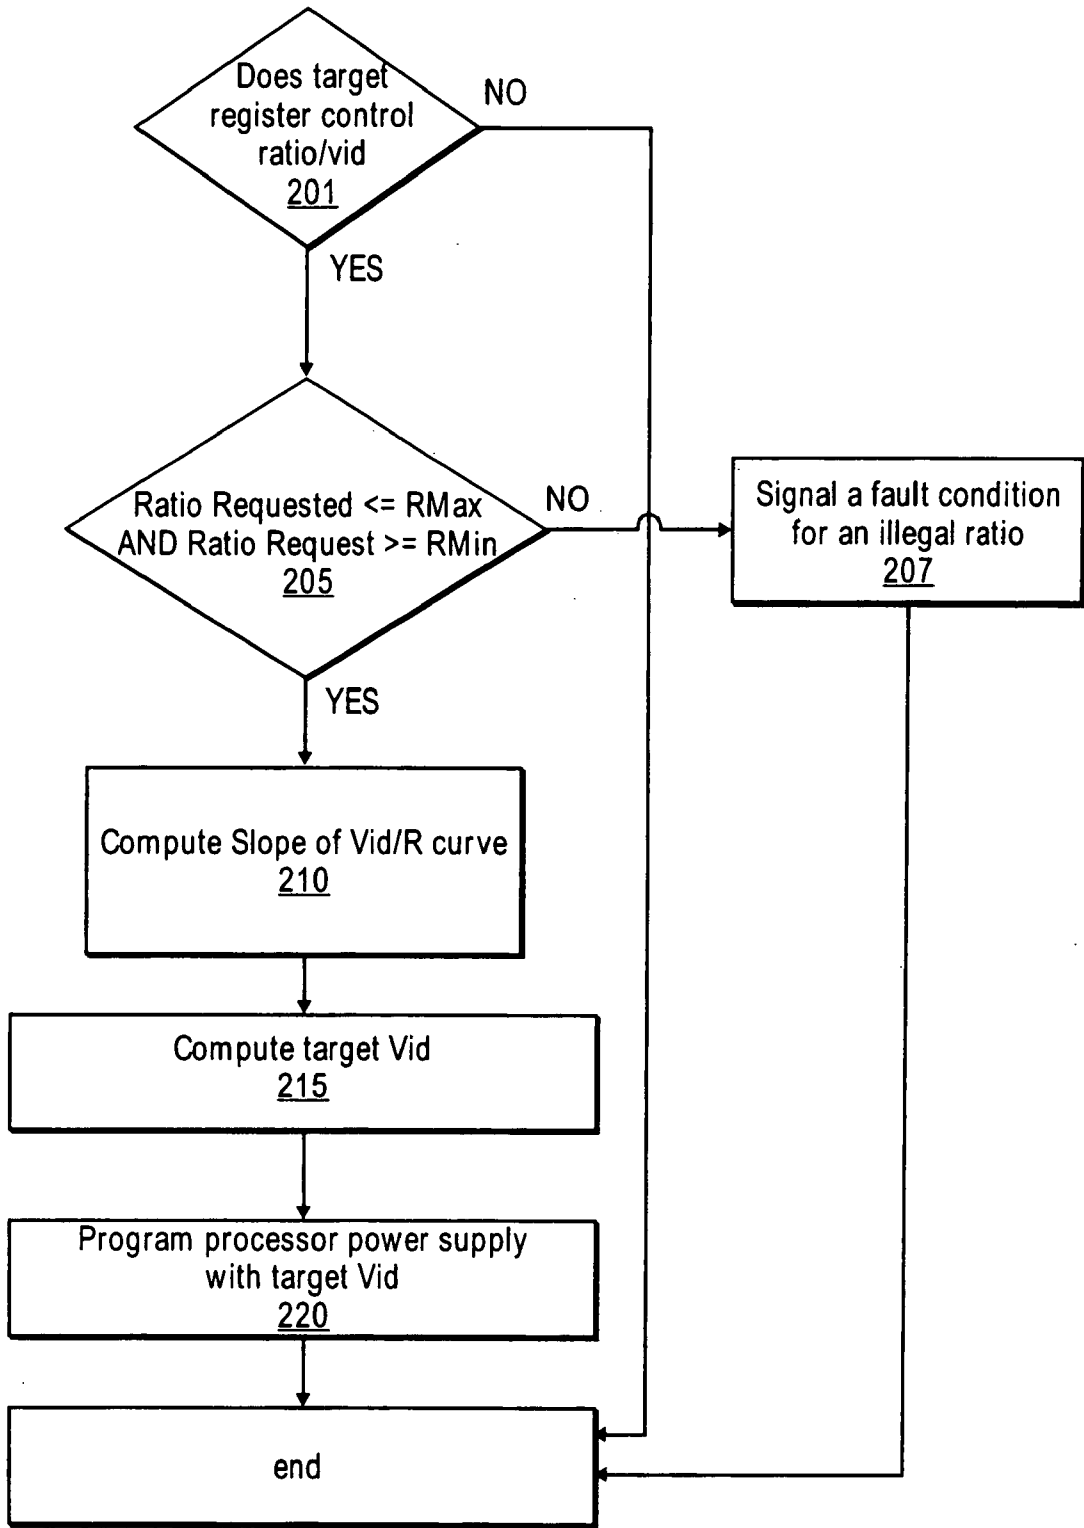 Does target
register control
ratio/vid
201
NO
YES
Ratio Requested <= RMax
AND Ratio Request >= RMin
205
NO
Signal a fault condition
for an illegal ratio
207
YES
Compute Slope of Vid/R curve
210
Compute target Vid
215
Program processor power supply
with target Vid
220
end